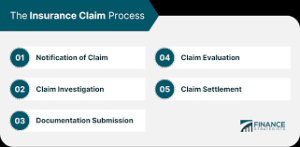 The Insurance Claim Process
01 Notification of Claim
02 Claim Investigation
03 Documentation Submission
04 Claim Evaluation
05 Claim Settlement
FINANCE
STRATEGISTS